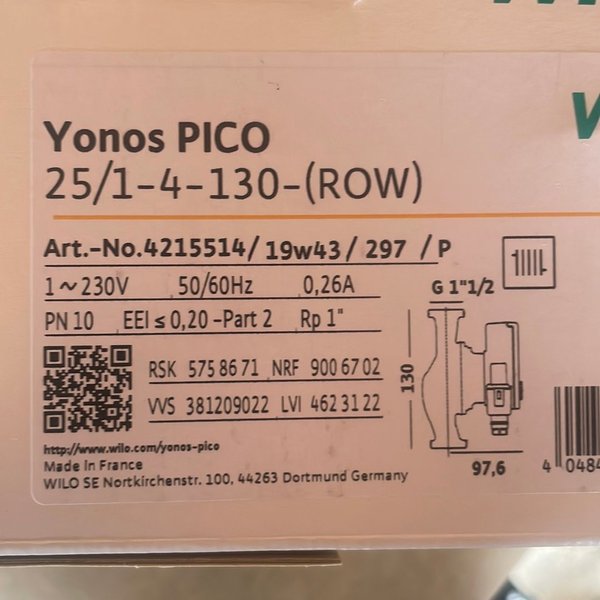 Yonos PICO
25/1-4-130-(ROW)
Art.-No.4215514/ 19w43/ 297 /P
1~230V 50/60Hz 0,26A
G 1"1/2
PN 10 EEI ≤ 0,20 -Part 2 Rp 1"
RSK 575 86 71 NRF 900 67 02
130
VVS 381209022 LVI 462 31 22
http://www.wilo.com/yonos-pico
97,6
Made In France
WILO SE Nortkirchenstr. 100, 44263 Dortmund Germany